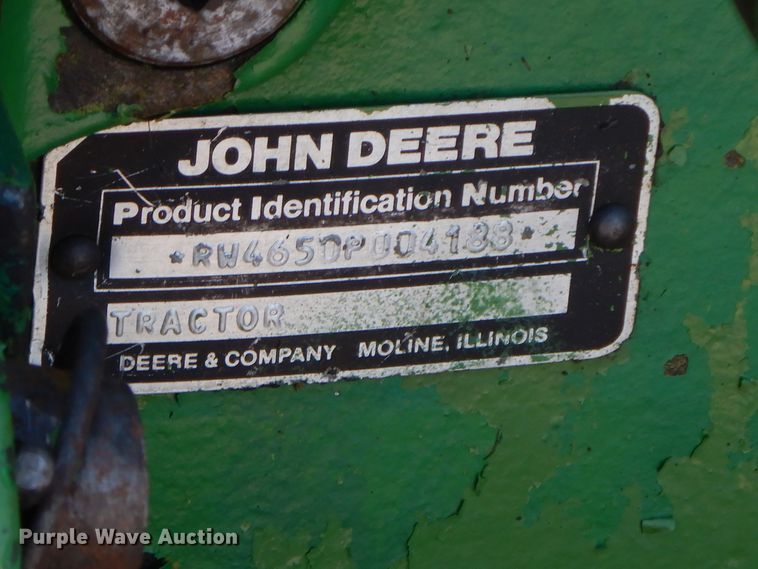 JOHN DEERE
Product Identification Number
*RW4650P004188*
TRACTOR
DEERE & COMPANY MOLINE, ILLINOIS
Purple Wave Auction